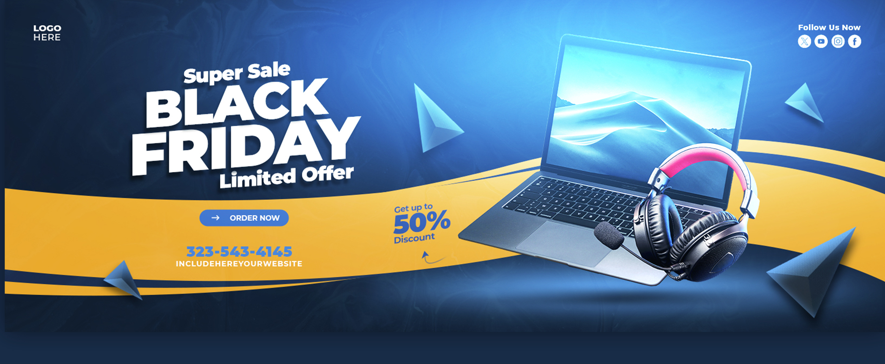 LOGO
HERE
Follow Us Now
Super Sale
BLACK
FRIDAY
Limited Offer
ORDER NOW
Get up to
50%
Discount
323-543-4145
INCLUDEHEREYOURWEBSITE